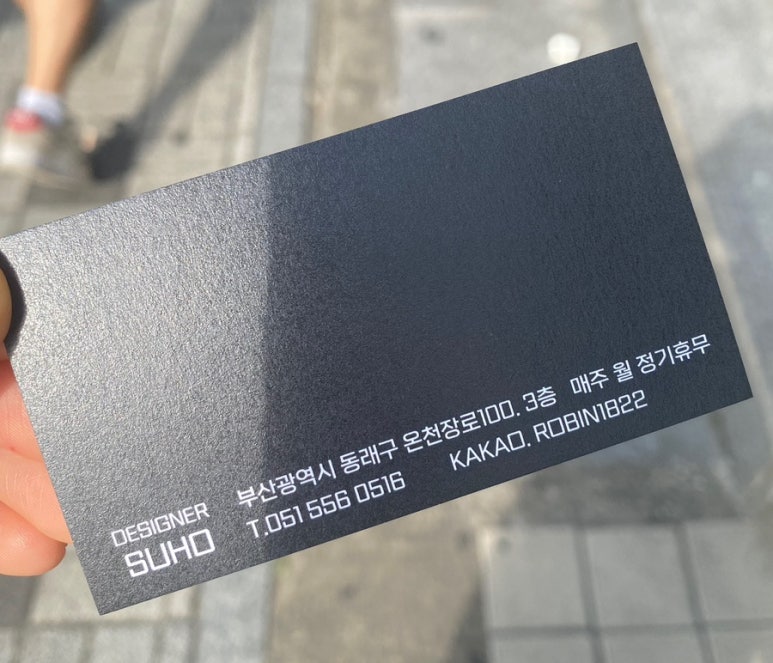 DESIGNER
SUHO
부산광역시 동래구 온천장로100. 3층 매주 월 정기휴무
T.051 556 0516 KAKAO. ROBIN1822